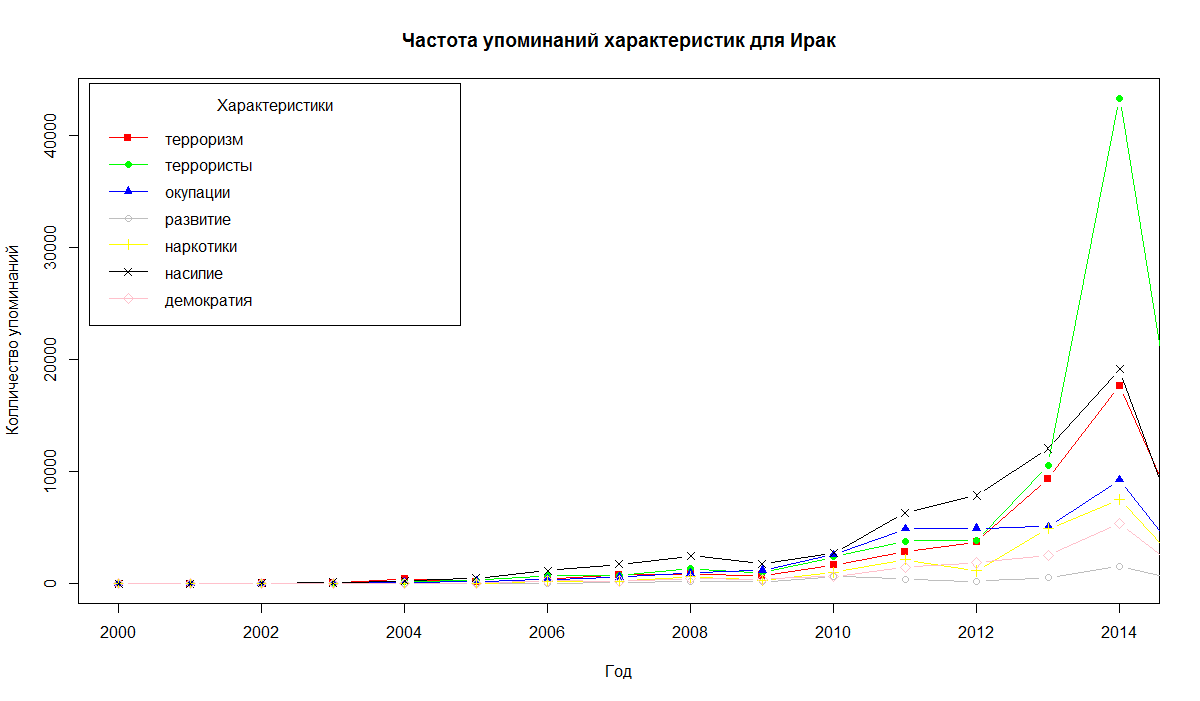 Частота упоминаний характеристик для Ирак
Характеристики
терроризм
террористы
окупации
развитие
наркотики
насилие
демократия
Колпичество упоминаний
40000
30000
20000
10000
0
2000 2002 2004 2006 2008 2010 2012 2014
Год